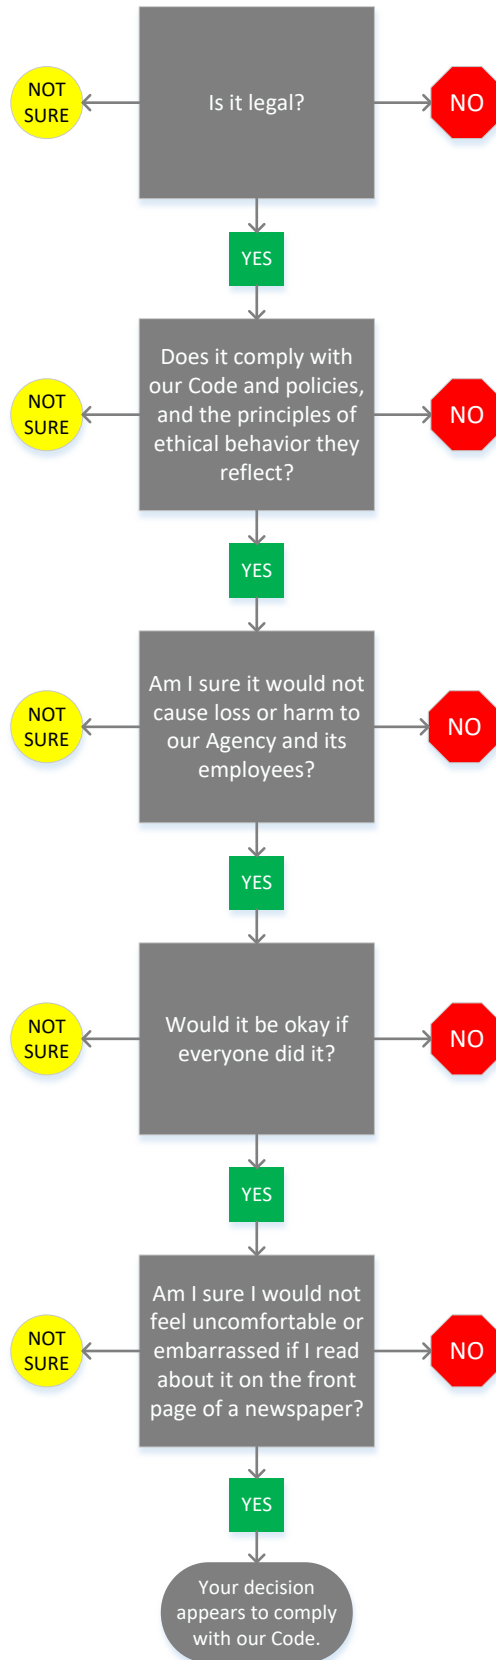 NOT
SURE
Is it legal?
NO
YES
NOT
SURE
Does it comply with
our Code and policies,
and the principles of
ethical behavior they
reflect?
NO
YES
NOT
SURE
Am I sure it would not
cause loss or harm to
our Agency and its
employees?
NO
YES
NOT
SURE
Would it be okay if
everyone did it?
NO
YES
NOT
SURE
Am I sure I would not
feel uncomfortable or
embarrassed if I read
about it on the front
page of a newspaper?
NO
YES
Your decision
appears to comply
with our Code.